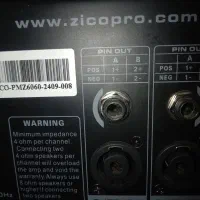 www.zicopro.com
PIN OUT PIN OUT
A B A B
CO-PMZ6060-2409-008
POS 1+ 2+ POS 1+
NEG 1- 2- NEG 1-
WARNING
Minimum impedance
4 ohm per channel.
Connecting two
4 ohm speakers per
channel will overload
the amp and void the
warranty. Always use
8 ohm speakers or
higher if connecting
two speakers